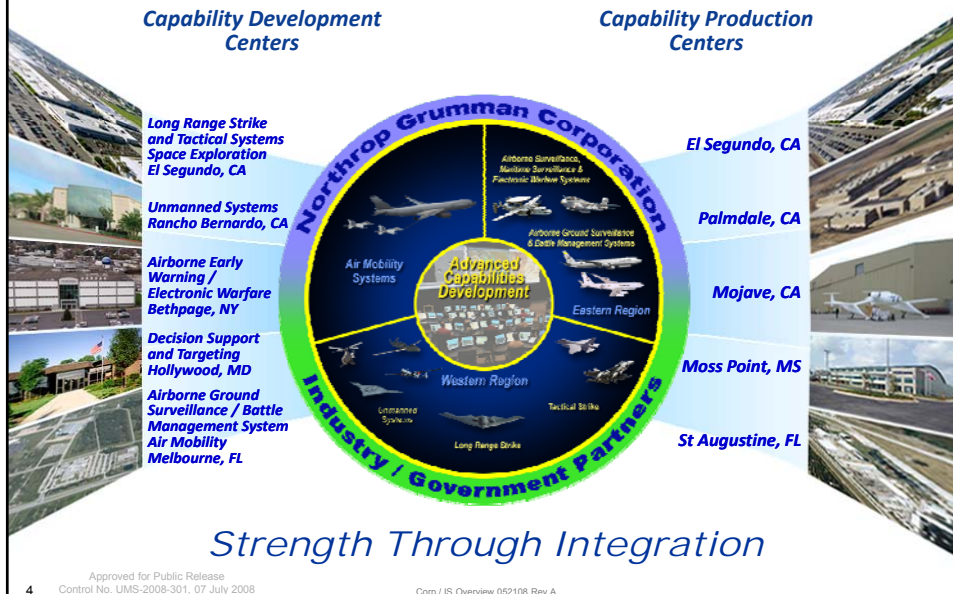 Capability Development
Centers
Capability Production
Centers
Long Range Strike
and Tactical Systems
Space Exploration
El Segundo, CA
Unmanned Systems
Rancho Bernardo, CA
Airborne Early
Warning /
Electronic Warfare
Bethpage, NY
Decision Support
and Targeting
Hollywood, MD
Airborne Ground
Surveillance / Battle
Management System
Air Mobility
Melbourne, FL
Northrop Grumman Corporation
Airborne Surveillance,
Maritime Surveillance &
Electronic Warfare Systems
Airborne Ground Surveillance
& Battle Management Systems
Air Mobility
Systems
Advanced
Capabilities
Development
Eastern Region
Western Region
Unmanned
Systems
Tactical Strike
Long Range Strike
Industry / Government Partners
El Segundo, CA
Palmdale, CA
Mojave, CA
Moss Point, MS
St Augustine, FL
Strength Through Integration
4
Approved for Public Release
Control No. UMS-2008-301, 07 July 2008
Corp / IS Overview 052108 Rev A